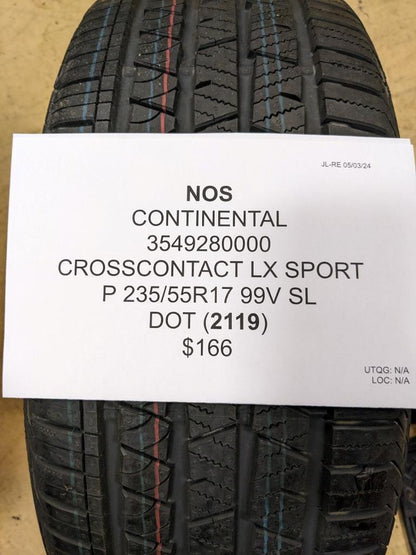 JL-RE 05/03/24
NOS
CONTINENTAL
3549280000
CROSSCONTACT LX SPORT
P 235/55R17 99V SL
DOT (2119)
$166
UTQG: N/A
LOC: N/A